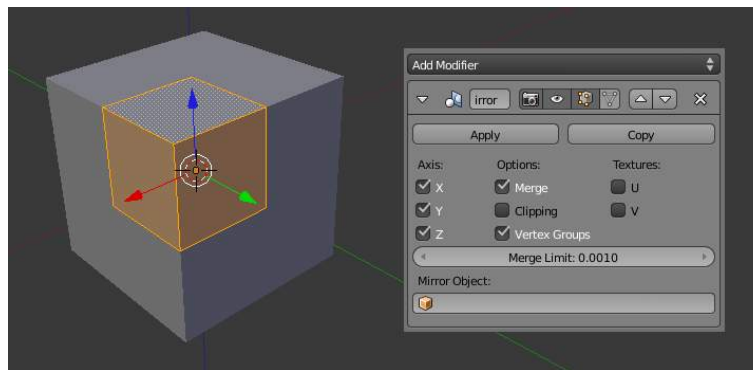 Add Modifier
irror
Apply Copy
Axis: Options: Textures:
X Merge U
Y Clipping V
Z Vertex Groups
Merge Limit: 0.0010
Mirror Object: